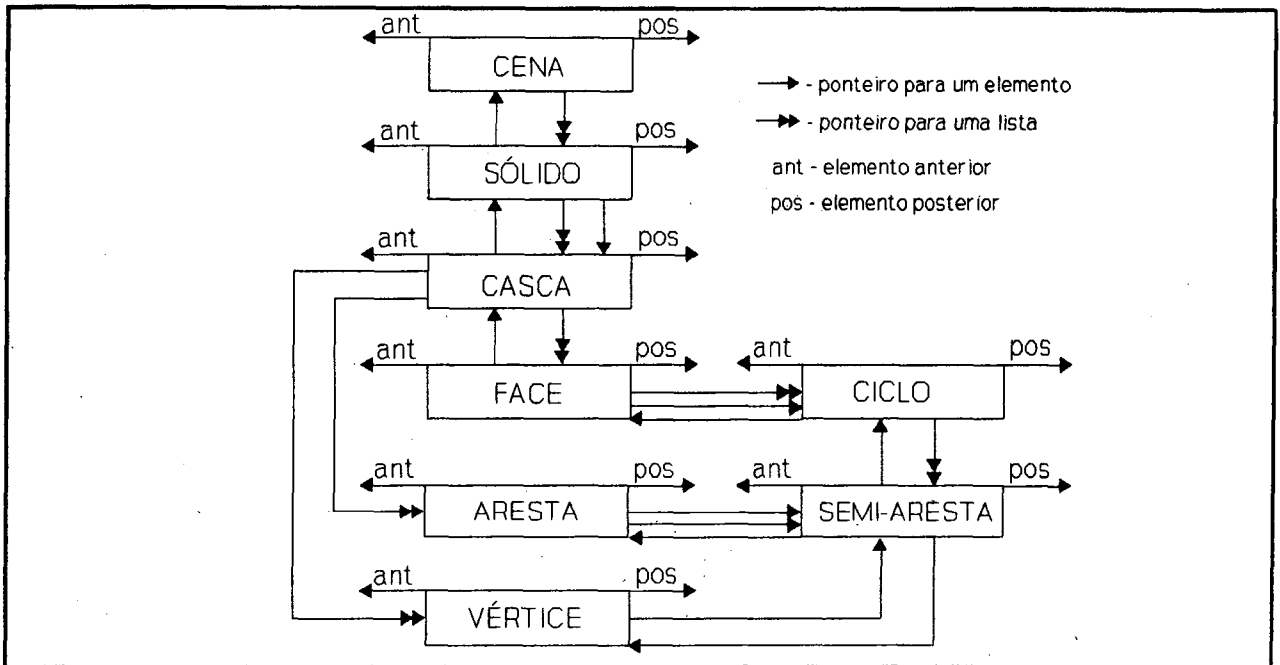 ant pos
CENA
- ponteiro para um elemento
- ponteiro para uma lista
ant - elemento anterior
pos - elemento posterior
ant pos
SÓLIDO
ant pos
CASCA
ant pos ant pos
FACE CICLO
ant pos ant pos
ARESTA SEMI-ARESTA
ant pos
VÉRTICE